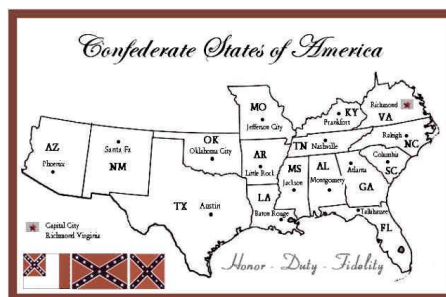 Confederate States of America
MO
Jefferson City
KY
Frankfort
Richmond
VA
AZ
Phoenix
Santa Fe
NM
OK
Oklahoma City
AR
Little Rock
TN
Nashville
Raleigh
NC
Columbia
SC
TX
Austin
LA
Baton Rouge
MS
Jackson
AL
Montgomery
Atlanta
GA
Tallahasee
FL
Capital City
Richmond Virginia
Honor - Duty - Fidelity